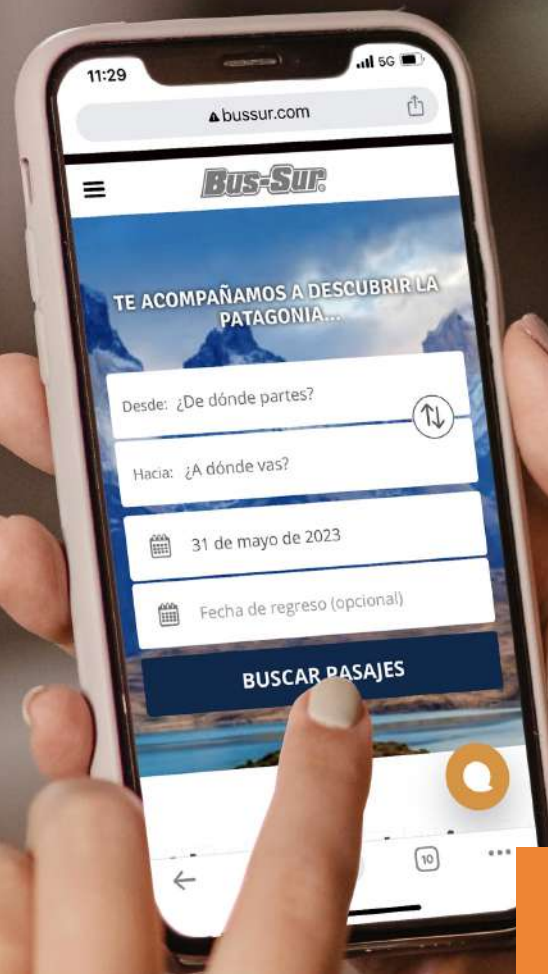 11:29
5G
bussur.com
Bus-Sur
TE ACOMPAÑAMOS A DESCUBRIR LA
PATAGONIA...
Desde: ¿De dónde partes?
Hacia: ¿A dónde vas?
31 de mayo de 2023
Fecha de regreso (opcional)
BUSCAR PASAJES
10